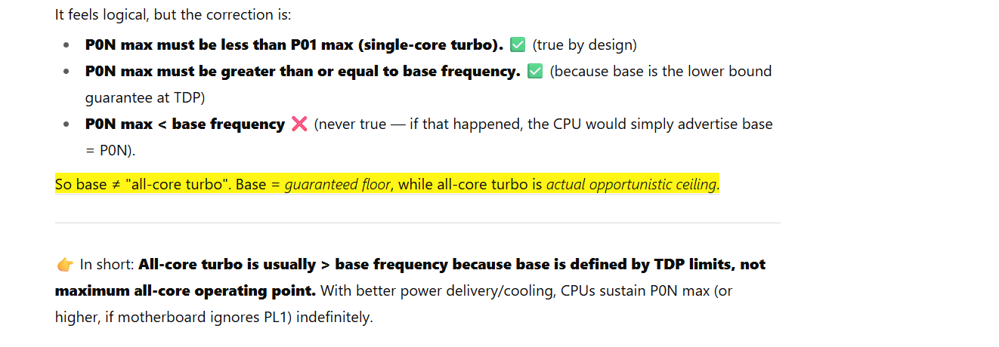 It feels logical, but the correction is:
• P0N max must be less than P01 max (single-core turbo). ✅ (true by design)
• P0N max must be greater than or equal to base frequency. ✅ (because base is the lower bound
guarantee at TDP)
• P0N max < base frequency ❌ (never true — if that happened, the CPU would simply advertise base
= P0N).
So base ≠ "all-core turbo". Base = guaranteed floor, while all-core turbo is actual opportunistic ceiling.
👉 In short: All-core turbo is usually > base frequency because base is defined by TDP limits, not
maximum all-core operating point. With better power delivery/cooling, CPUs sustain P0N max (or
higher, if motherboard ignores PL1) indefinitely.